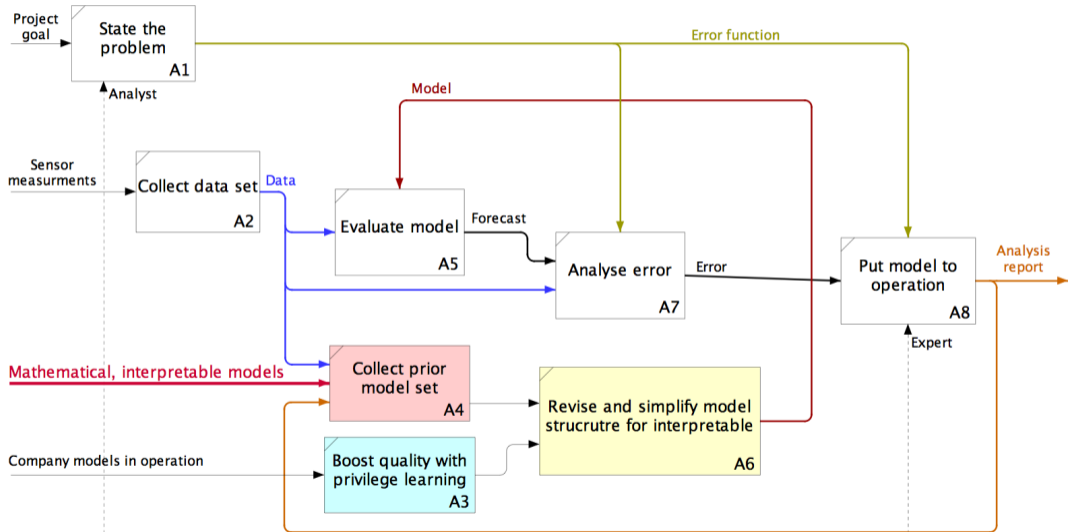 Project
goal
State the
problem
A1
Error function
Analyst
Model
Sensor
measurments
Collect data set
A2
Data
Evaluate model
A5
Forecast
Analyse error
A7
Error
Put model to
operation
A8
Analysis
report
Expert
Mathematical, interpretable models
Collect prior
model set
A4
Revise and simplify model
strucrutre for interpretable
A6
Company models in operation
Boost quality with
privilege learning
A3